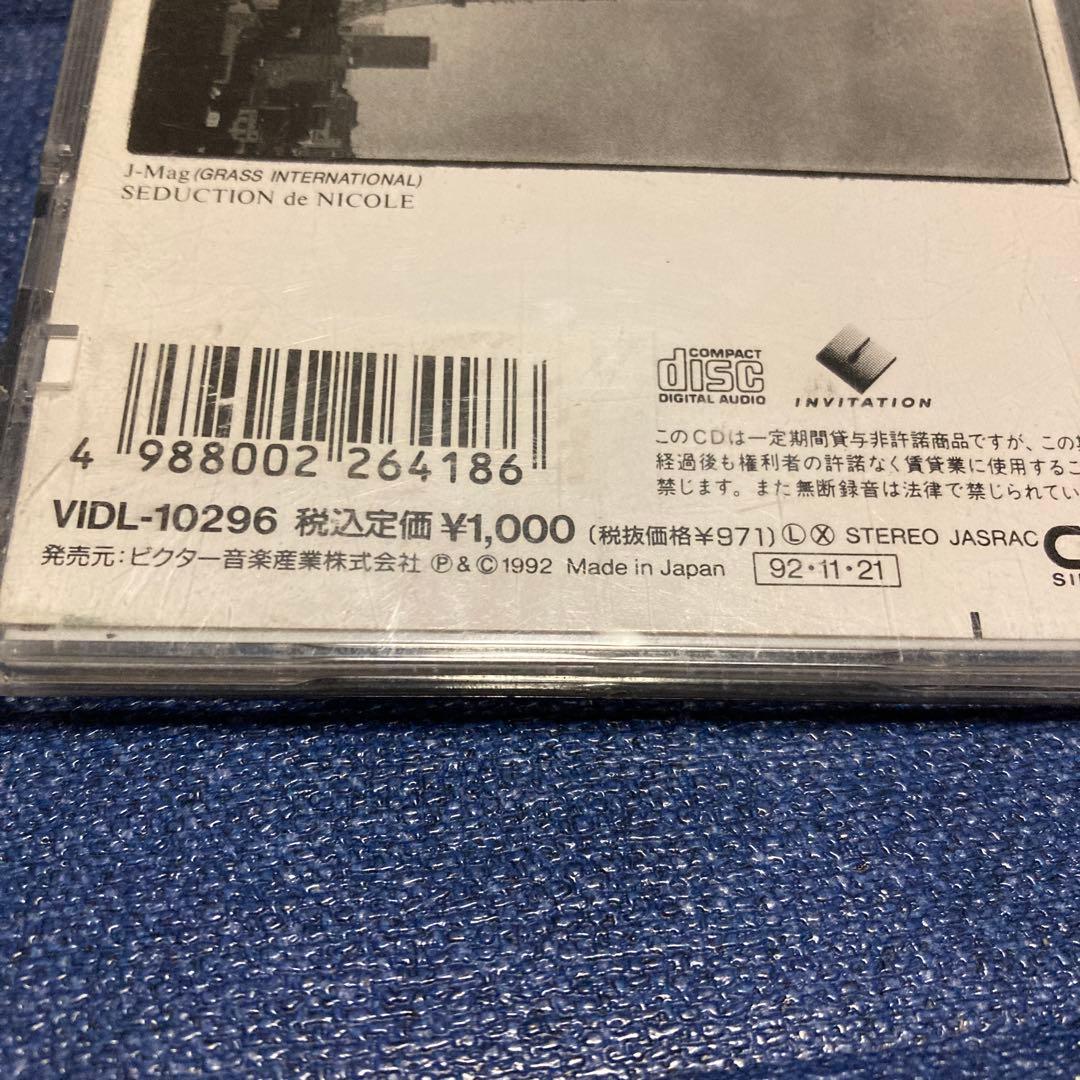 J-Mag (GRASS INTERNATIONAL)
SEDUCTION de NICOLE
COMPACT
disc
DIGITAL AUDIO
INVITATION
4 988002 264186
このCDは一定期間貸与非許諾商品ですが、この
経過後も権利者の許諾なく賃貸業に使用するこ
禁じます。また無断録音は法律で禁じられてい
VIDL-10296 税込定価 ¥1,000 (税抜価格¥971) Ⓛ Ⓧ STEREO JASRAC
発売元:ビクター音楽産業株式会社 Ⓟ&Ⓒ1992 Made in Japan 92・11・21